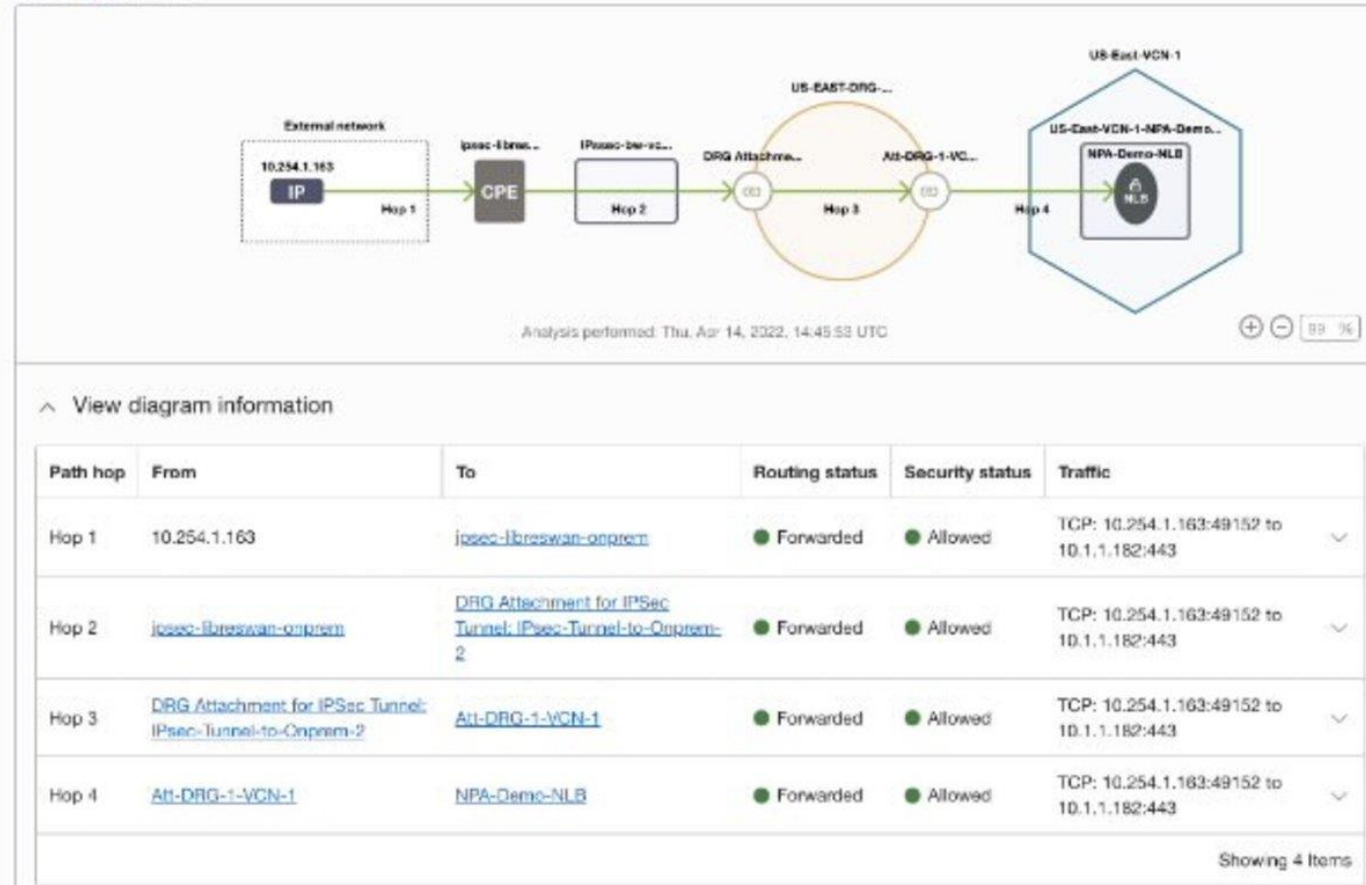 US-East-VCN-1
US-EAST-DRG-...
External network
US-East-VCN-1-NPA-Demo...
ipsec-libres...
IPsec-bw-vc...
DRG Attachme...
Att-DRG-1-VC...
NPA-Demo-NLB
10.254.1.163
IP
CPE
NLB
Hop 1
Hop 2
Hop 3
Hop 4
Analysis performed: Thu, Apr 14, 2022, 14:45:53 UTC
99 %
View diagram information
Path hop From To Routing status Security status Traffic
Hop 1 10.254.1.163 ipsec-libreswan-onprem Forwarded Allowed TCP: 10.254.1.163:49152 to
10.1.1.182:443
DRG Attachment for IPSec
Hop 2 ipsec-libreswan-onprem Tunnel: IPsec-Tunnel-to-Onprem- Forwarded Allowed TCP: 10.254.1.163:49152 to
2 10.1.1.182:443
Hop 3 DRG Attachment for IPSec Tunnel: Att-DRG-1-VCN-1 Forwarded Allowed TCP: 10.254.1.163:49152 to
IPsec-Tunnel-to-Onprem-2 10.1.1.182:443
Hop 4 Att-DRG-1-VCN-1 NPA-Demo-NLB Forwarded Allowed TCP: 10.254.1.163:49152 to
10.1.1.182:443
Showing 4 Items